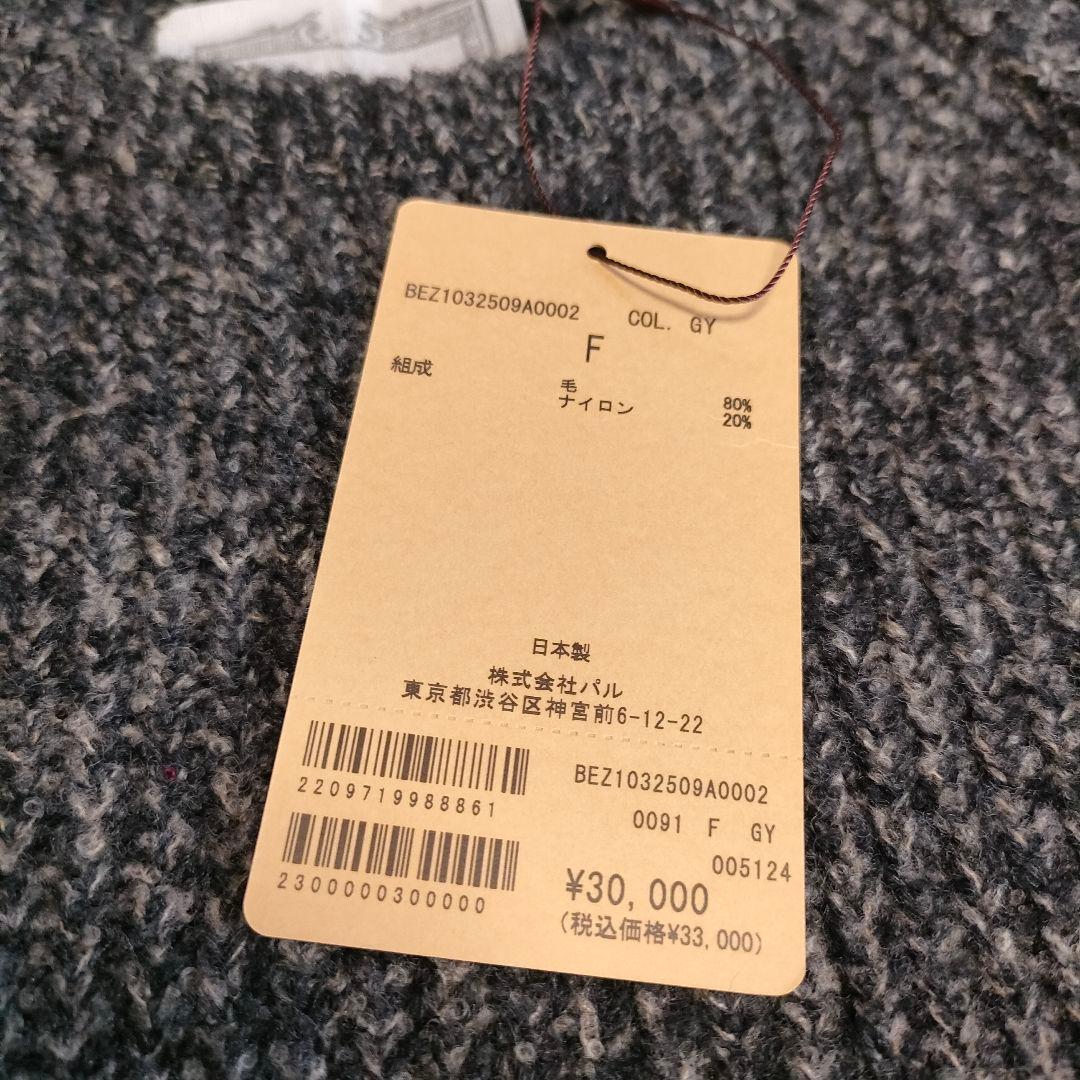 BEZ1032509A0002 COL. GY
F
組成
毛 80%
ナイロン 20%
日本製
株式会社パル
東京都渋谷区神宮前6-12-22
2209719988861
BEZ1032509A0002
0091 F GY
005124
2300000300000
¥30,000
(税込価格¥33,000)